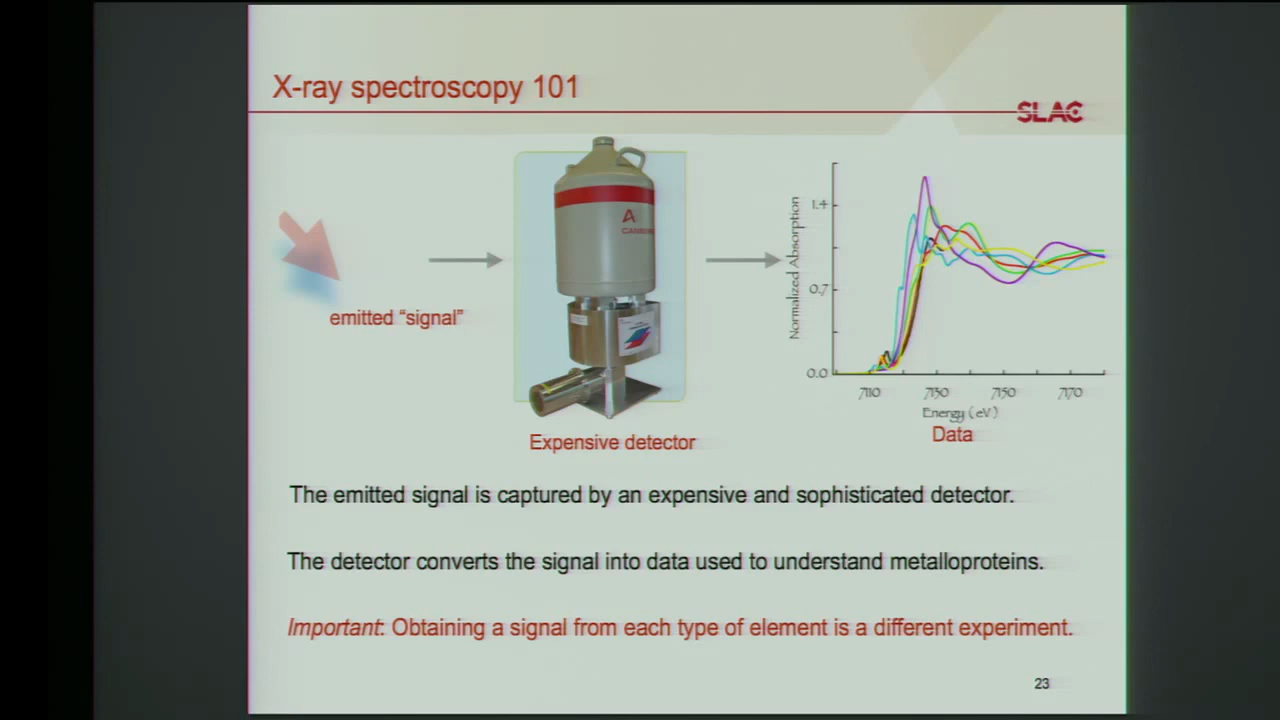 X-ray spectroscopy 101
SLAC
A
emitted “signal”
Expensive detector
Normalized Absorption
1.4
0.7
0.0
7110 7130 7150 7170
Energy (eV)
Data
The emitted signal is captured by an expensive and sophisticated detector.
The detector converts the signal into data used to understand metalloproteins.
Important: Obtaining a signal from each type of element is a different experiment.
23